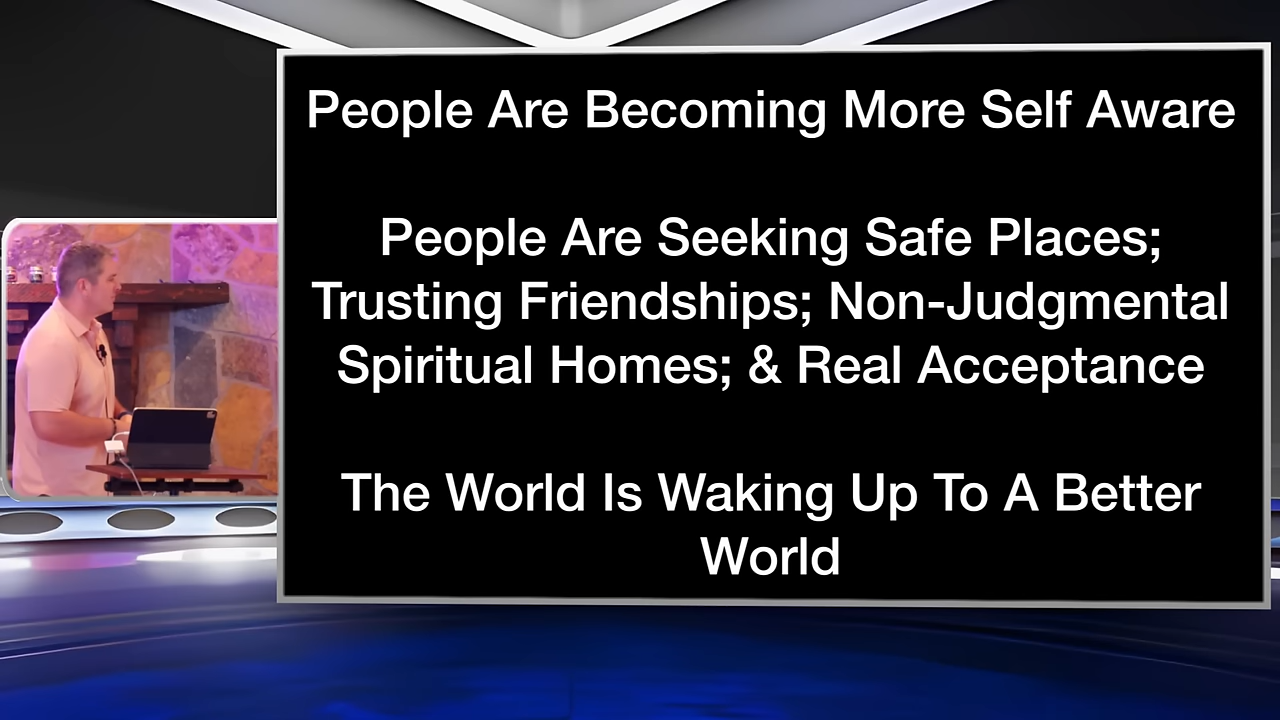 People Are Becoming More Self Aware
People Are Seeking Safe Places;
Trusting Friendships; Non-Judgmental
Spiritual Homes; & Real Acceptance
The World Is Waking Up To A Better
World